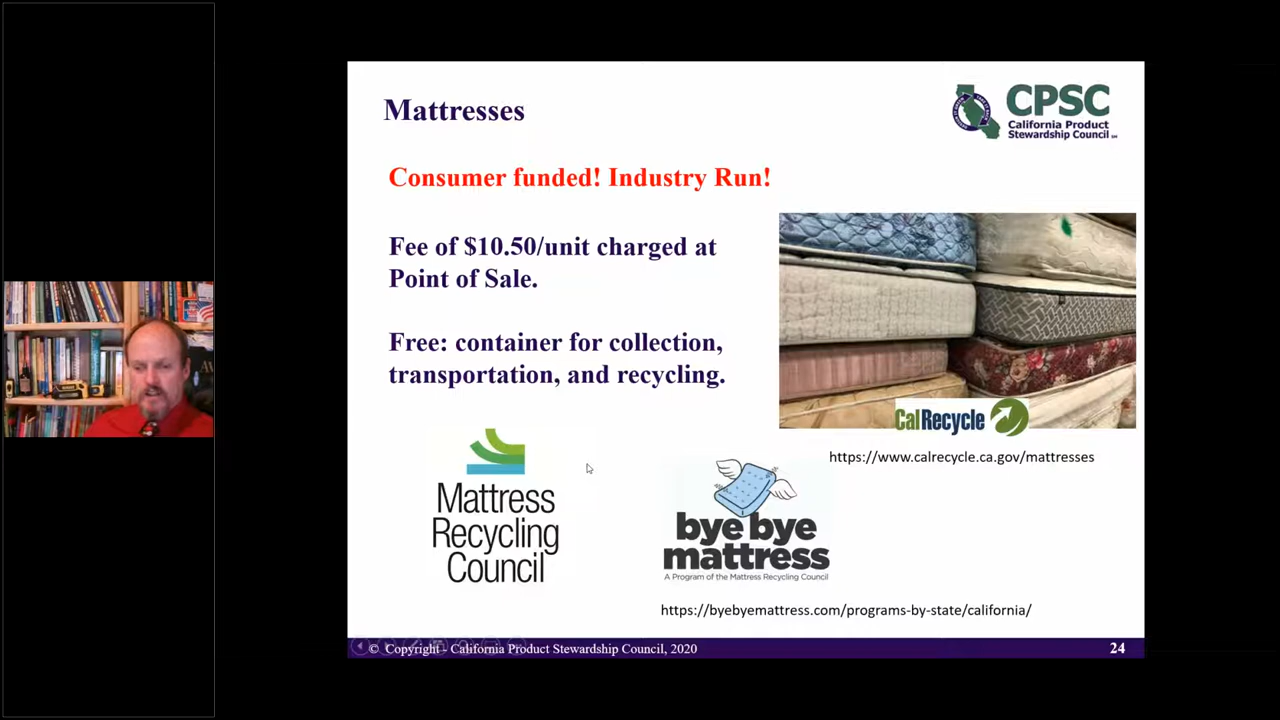 Mattresses
CPSC
California Product
Stewardship Council
Consumer funded! Industry Run!
Fee of $10.50/unit charged at
Point of Sale.
Free: container for collection,
transportation, and recycling.
CalRecycle
https://www.calrecycle.ca.gov/mattresses
Mattress
Recycling
Council
bye bye
mattress
A Program of the Mattress Recycling Council
https://byebyemattress.com/programs-by-state/california/
© Copyright - California Product Stewardship Council, 2020
24